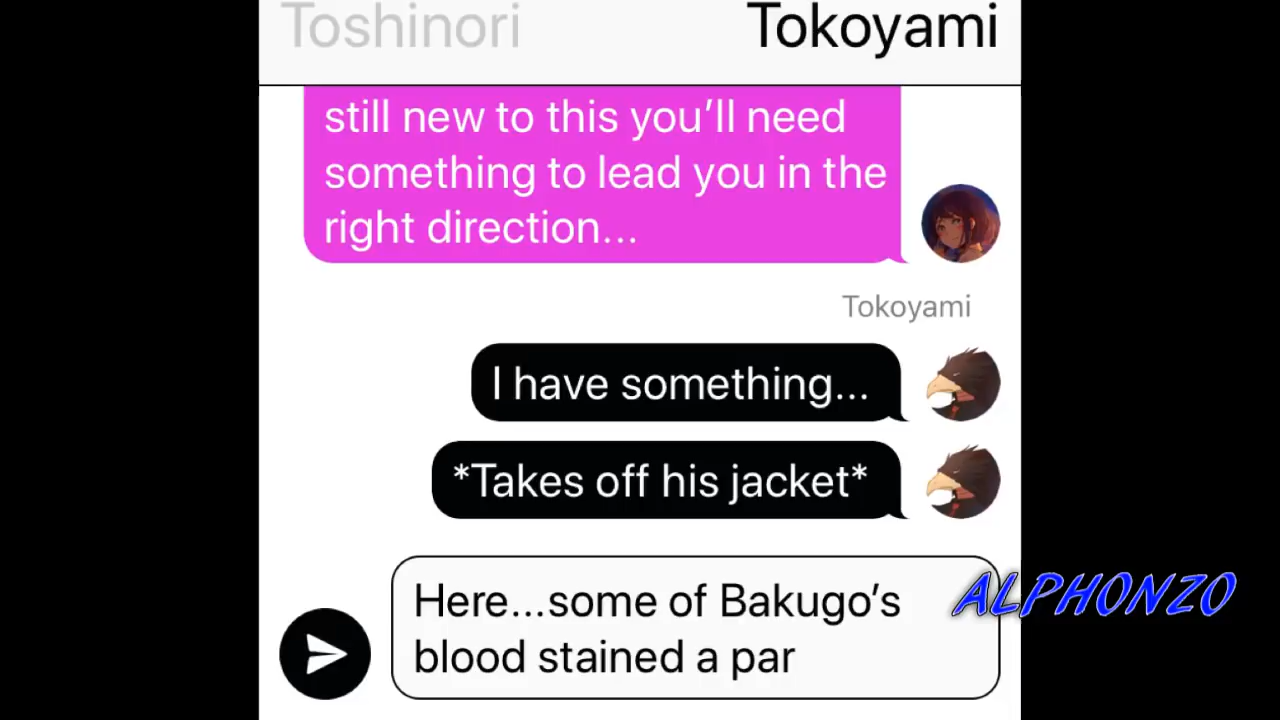 Toshinori Tokoyami
still new to this you’ll need
something to lead you in the
right direction...
Tokoyami
I have something...
*Takes off his jacket*
Here...some of Bakugo’s
blood stained a par
ALPHONZO